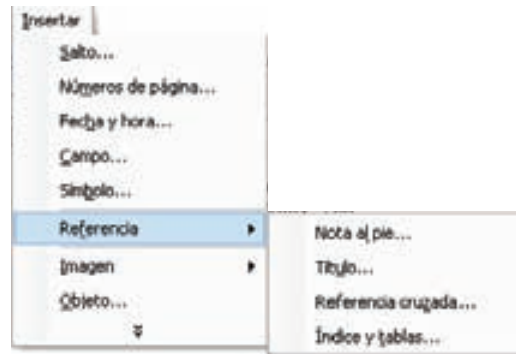 Insertar
Salto...
Números de página...
Fecha y hora...
Campo...
Símbolo...
Referencia
Imagen
Objeto...
Nota al pie...
Título...
Referencia cruzada...
Índice y tablas...